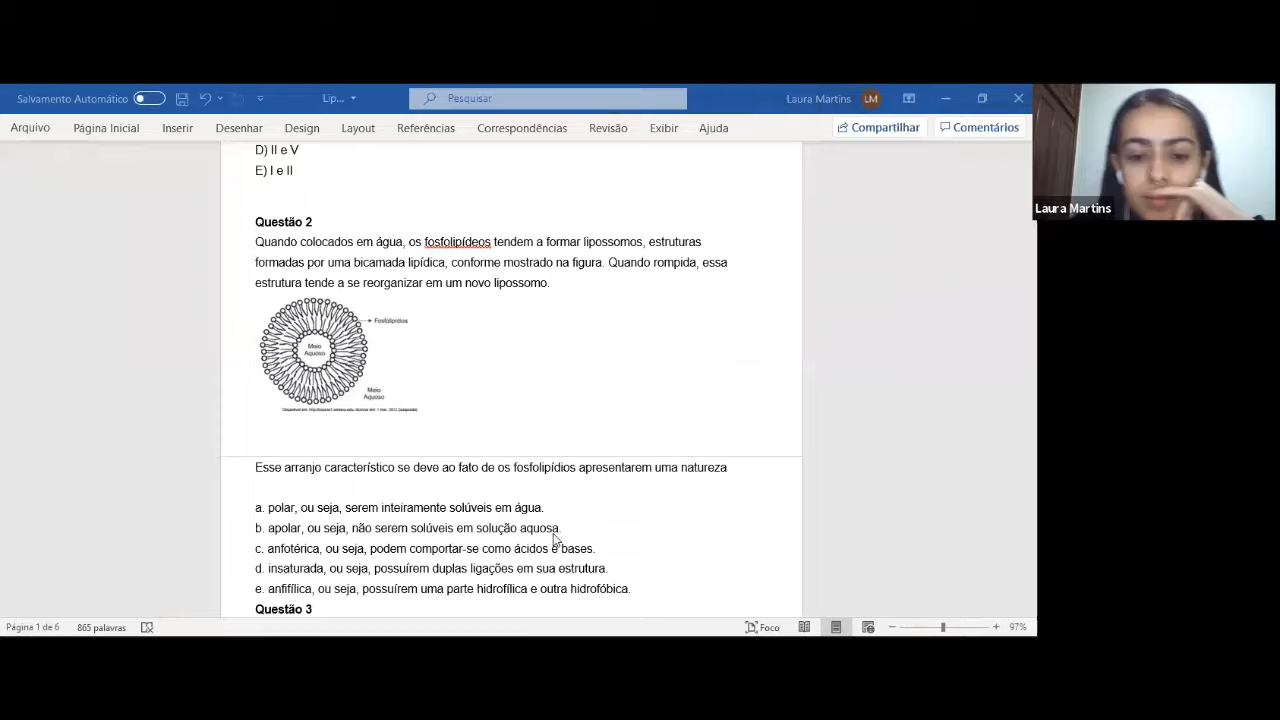 Salvamento Automático
Lip...
Pesquisar
Laura Martins LM
Arquivo Página Inicial Inserir Desenhar Design Layout Referências Correspondências Revisão Exibir Ajuda Compartilhar Comentários
Laura Martins
D) II e V
E) I e II
Questão 2
Quando colocados em água, os fosfolipídeos tendem a formar lipossomos, estruturas
formadas por uma bicamada lipídica, conforme mostrado na figura. Quando rompida, essa
estrutura tende a se reorganizar em um novo lipossomo.
Fosfolipídios
Meio
Aquoso
Meio
Aquoso
Esse arranjo característico se deve ao fato de os fosfolipídios apresentarem uma natureza
a. polar, ou seja, serem inteiramente solúveis em água.
b. apolar, ou seja, não serem solúveis em solução aquosa.
c. anfotérica, ou seja, podem comportar-se como ácidos e bases.
d. insaturada, ou seja, possuírem duplas ligações em sua estrutura.
e. anfifílica, ou seja, possuírem uma parte hidrofílica e outra hidrofóbica.
Questão 3
Página 1 de 6 865 palavras Foco 97%